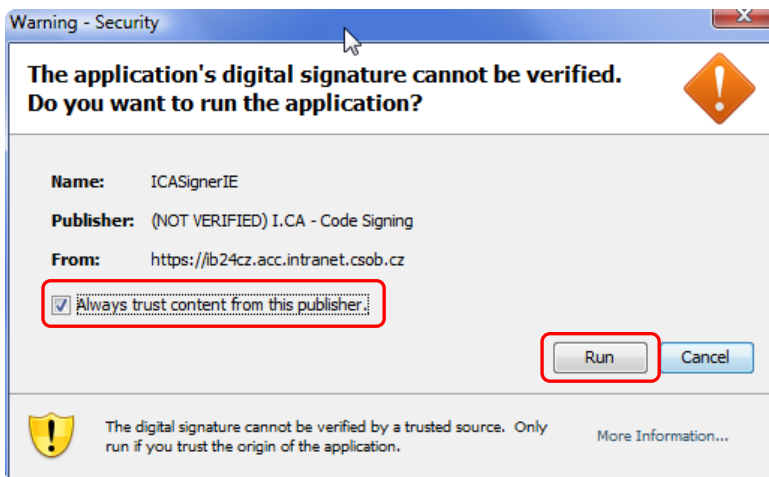 Warning - Security
The application's digital signature cannot be verified.
Do you want to run the application?
Name: ICASignerIE
Publisher: (NOT VERIFIED) I.CA - Code Signing
From: https://ib24cz.acc.intranet.csob.cz
Always trust content from this publisher.
Run Cancel
The digital signature cannot be verified by a trusted source. Only
run if you trust the origin of the application.
More Information...